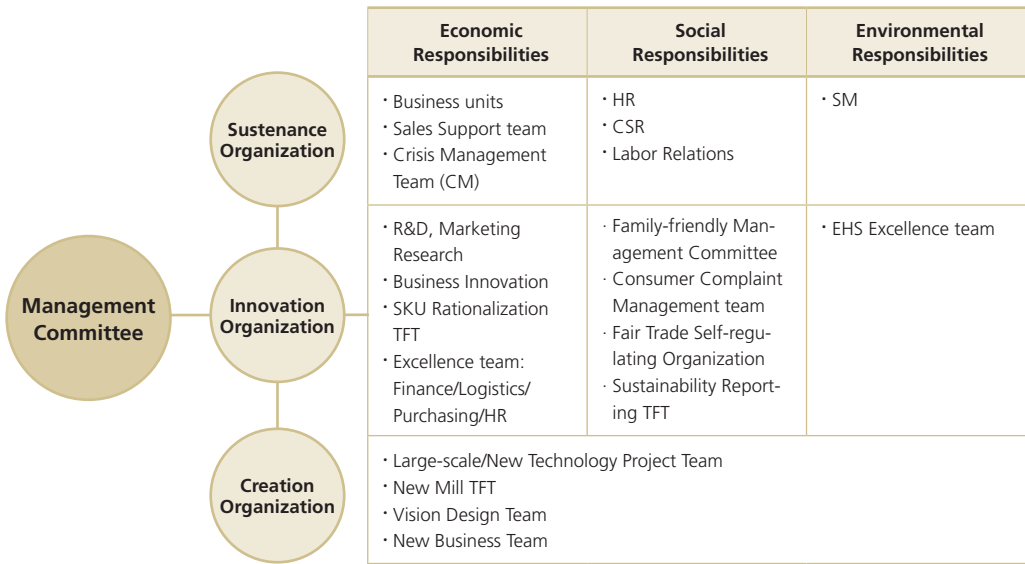 Economic
Responsibilities
Social
Responsibilities
Environmental
Responsibilities
Management
Committee
Sustenance
Organization
· Business units
· Sales Support team
· Crisis Management
Team (CM)
· HR
· CSR
· Labor Relations
· SM
Innovation
Organization
· R&D, Marketing
Research
· Business Innovation
· SKU Rationalization
TFT
· Excellence team:
Finance/Logistics/
Purchasing/HR
· Family-friendly Man-
agement Committee
· Consumer Complaint
Management team
· Fair Trade Self-regu-
lating Organization
· Sustainability Report-
ing TFT
· EHS Excellence team
Creation
Organization
· Large-scale/New Technology Project Team
· New Mill TFT
· Vision Design Team
· New Business Team